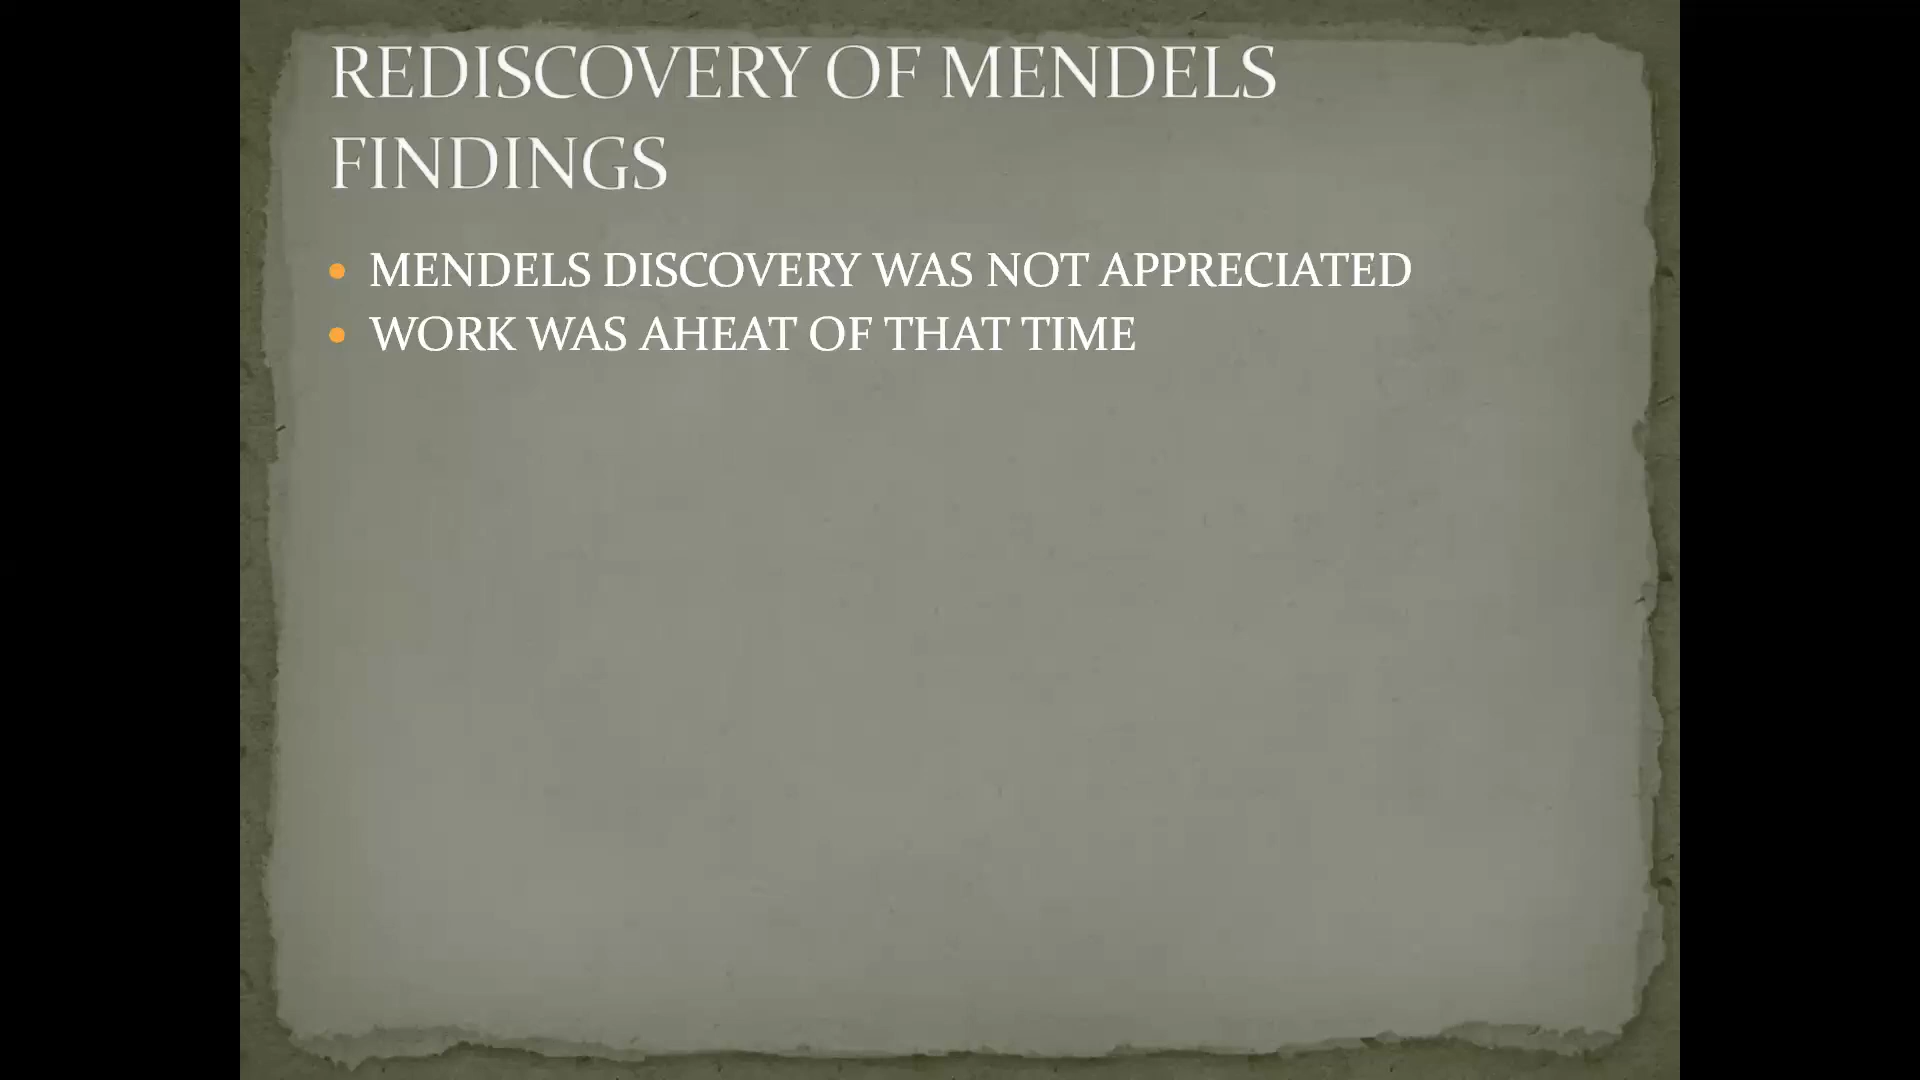 REDISCOVERY OF MENDELS
FINDINGS
• MENDELS DISCOVERY WAS NOT APPRECIATED
• WORK WAS AHEAT OF THAT TIME